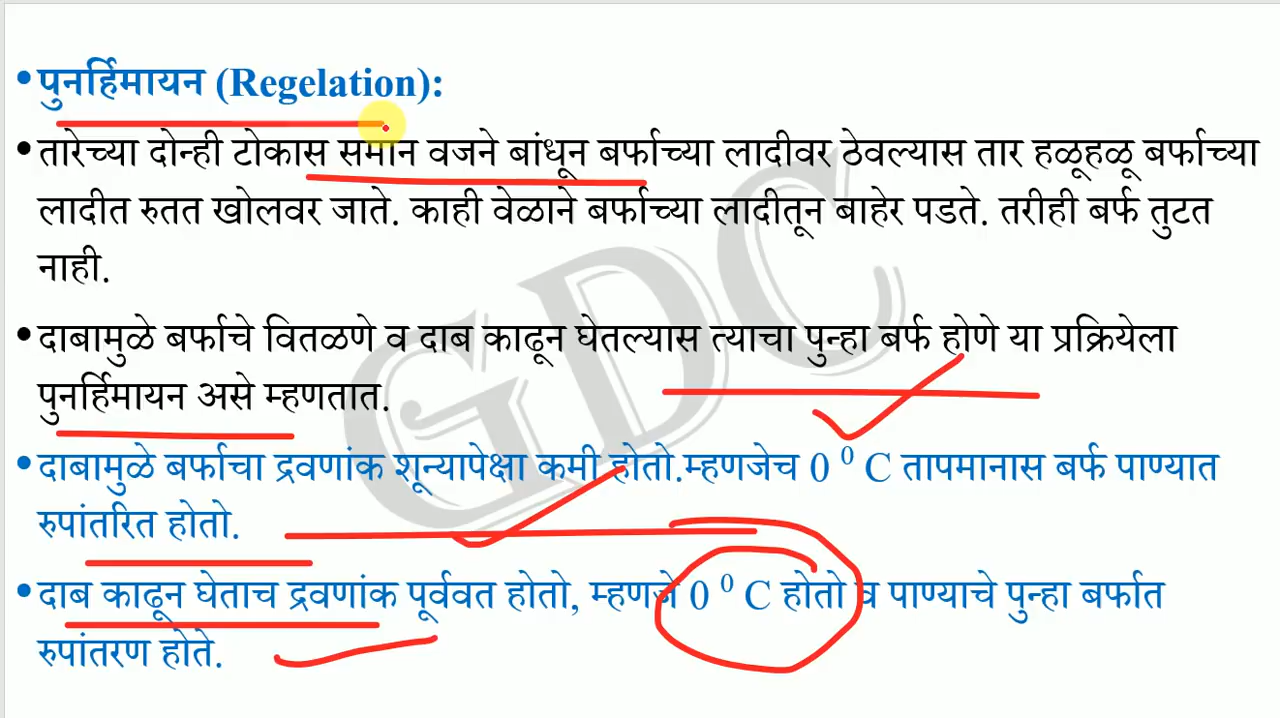 • पुनर्हिमायन (Regelation):
• तारेच्या दोन्ही टोकास समान वजने बांधून बर्फाच्या लादीवर ठेवल्यास तार हळूहळू बर्फाच्या
लादीत रुतत खोलवर जाते. काही वेळाने बर्फाच्या लादीतून बाहेर पडते. तरीही बर्फ तुटत
नाही.
• दाबामुळे बर्फाचे वितळणे व दाब काढून घेतल्यास त्याचा पुन्हा बर्फ होणे या प्रक्रियेला
पुनर्हिमायन असे म्हणतात.
• दाबामुळे बर्फाचा द्रवणांक शून्यापेक्षा कमी होतो.म्हणजेच 0 ⁰ C तापमानास बर्फ पाण्यात
रुपांतरित होतो.
• दाब काढून घेताच द्रवणांक पूर्ववत होतो, म्हणजे 0 ⁰ C होतो व पाण्याचे पुन्हा बर्फात
रुपांतरण होते.
GDC